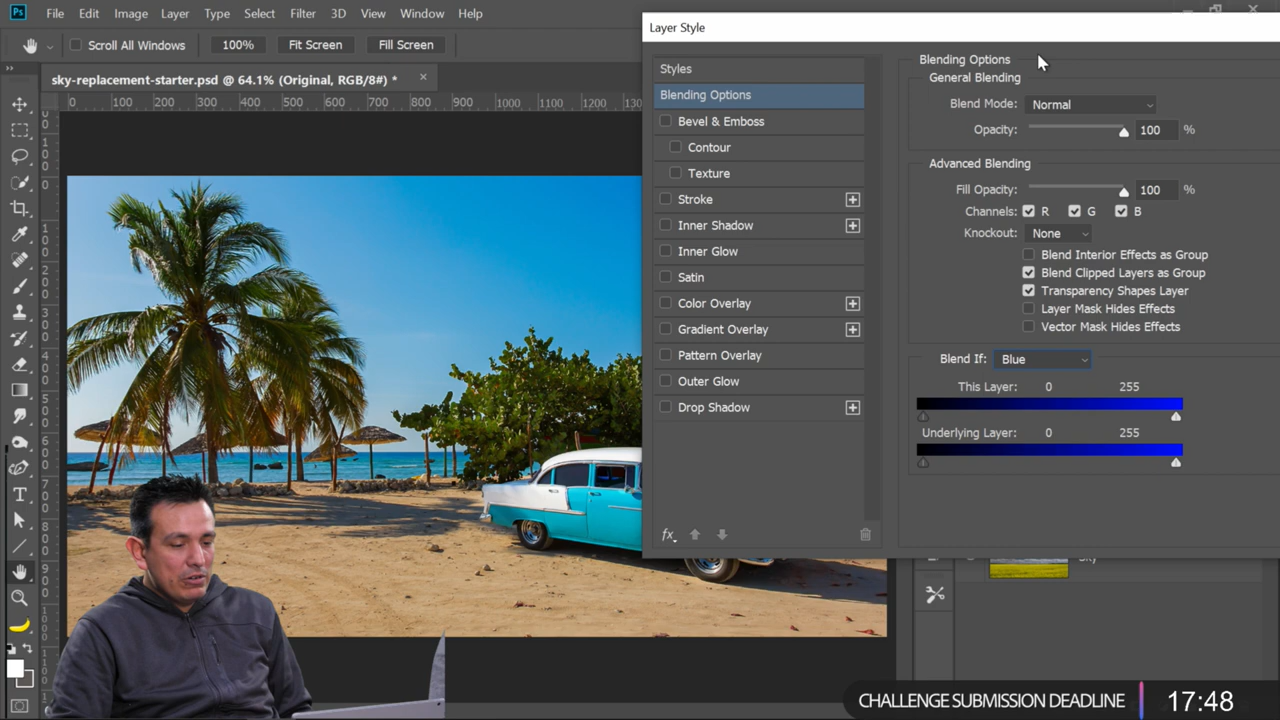 Ps File Edit Image Layer Type Select Filter 3D View Window Help
Scroll All Windows 100% Fit Screen Fill Screen
sky-replacement-starter.psd @ 64.1% (Original, RGB/8#) *
0 100 200 300 400 500 600 700 800 900 1000 1100 1200
Layer Style
Styles
Blending Options
Bevel & Emboss
Contour
Texture
Stroke
Inner Shadow
Inner Glow
Satin
Color Overlay
Gradient Overlay
Pattern Overlay
Outer Glow
Drop Shadow
fx
Blending Options
General Blending
Blend Mode: Normal
Opacity: 100 %
Advanced Blending
Fill Opacity: 100 %
Channels: R G B
Knockout: None
Blend Interior Effects as Group
Blend Clipped Layers as Group
Transparency Shapes Layer
Layer Mask Hides Effects
Vector Mask Hides Effects
Blend If: Blue
This Layer: 0 255
Underlying Layer: 0 255
CHALLENGE SUBMISSION DEADLINE 17:48